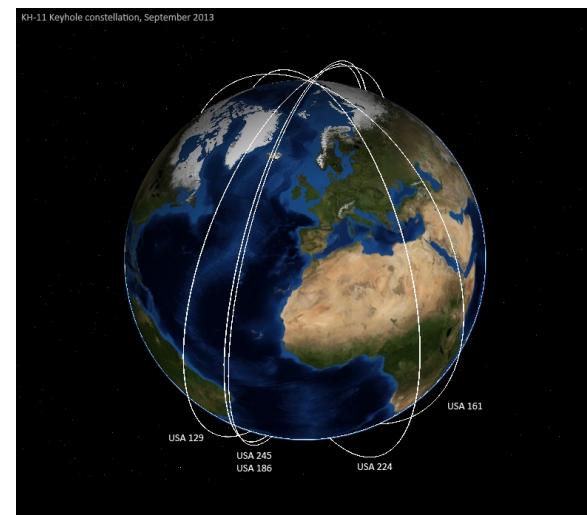 KH-11 Keyhole constellation, September 2013
USA 161
USA 129
USA 245
USA 186
USA 224